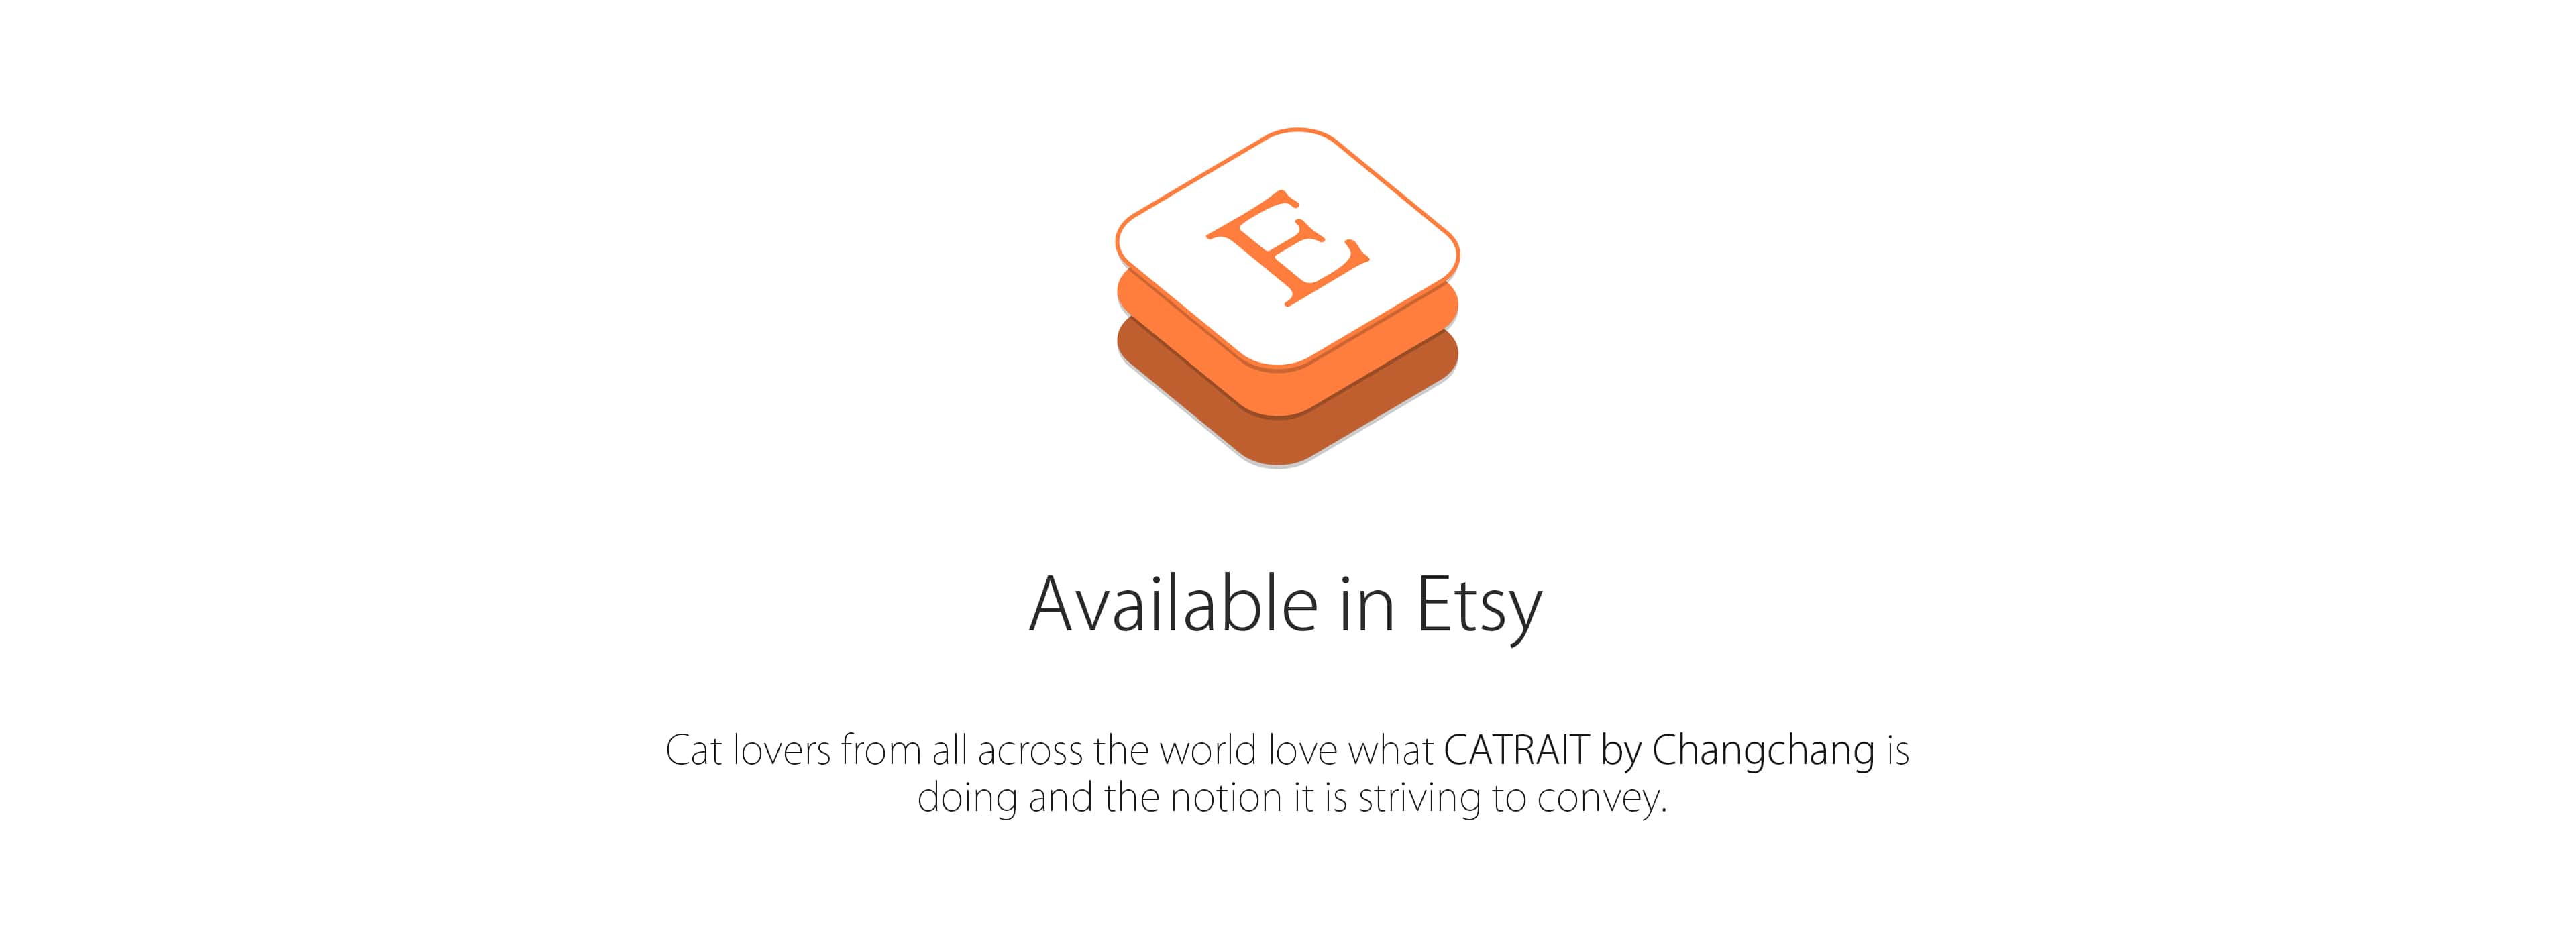 E
Available in Etsy
Cat lovers from all across the world love what CATRAIT by Changchang is
doing and the notion it is striving to convey.